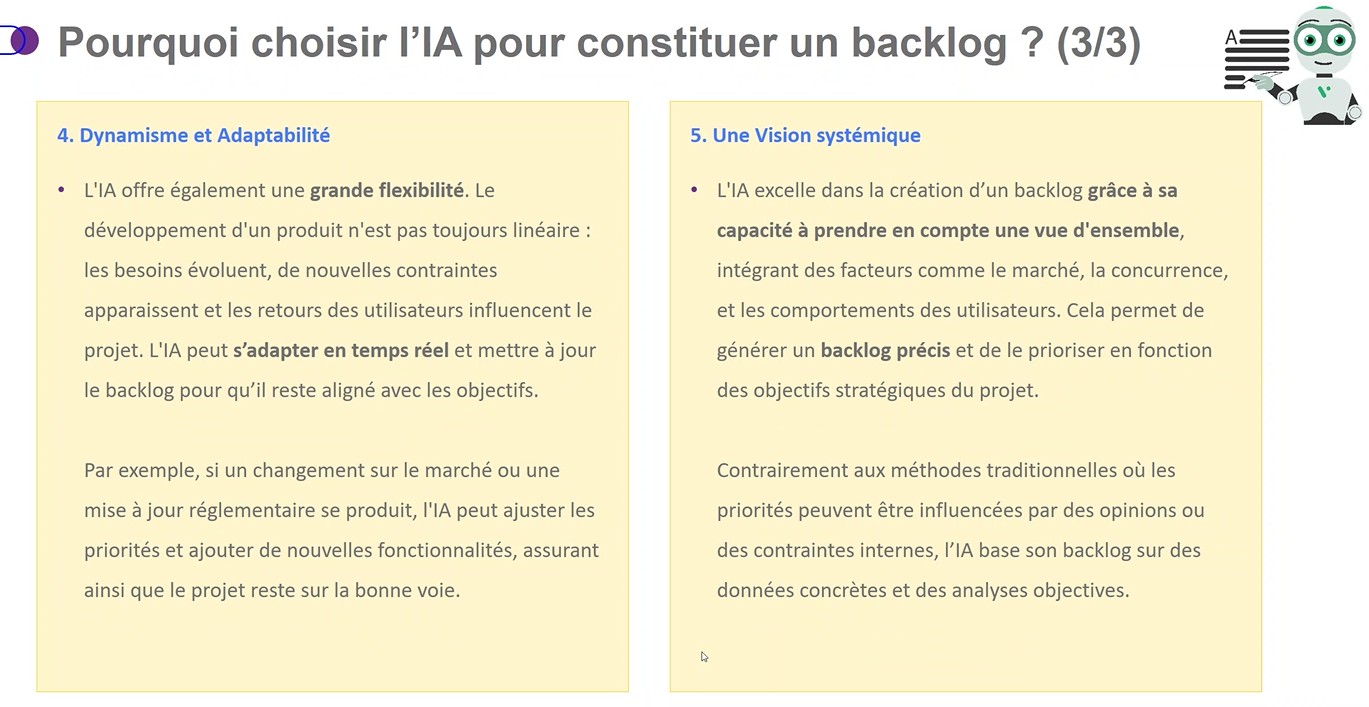 Pourquoi choisir l’IA pour constituer un backlog ? (3/3)
A
4. Dynamisme et Adaptabilité
• L'IA offre également une grande flexibilité. Le
développement d'un produit n'est pas toujours linéaire :
les besoins évoluent, de nouvelles contraintes
apparaissent et les retours des utilisateurs influencent le
projet. L'IA peut s’adapter en temps réel et mettre à jour
le backlog pour qu’il reste aligné avec les objectifs.
Par exemple, si un changement sur le marché ou une
mise à jour réglementaire se produit, l'IA peut ajuster les
priorités et ajouter de nouvelles fonctionnalités, assurant
ainsi que le projet reste sur la bonne voie.
5. Une Vision systémique
• L'IA excelle dans la création d’un backlog grâce à sa
capacité à prendre en compte une vue d'ensemble,
intégrant des facteurs comme le marché, la concurrence,
et les comportements des utilisateurs. Cela permet de
générer un backlog précis et de le prioriser en fonction
des objectifs stratégiques du projet.
Contrairement aux méthodes traditionnelles où les
priorités peuvent être influencées par des opinions ou
des contraintes internes, l’IA base son backlog sur des
données concrètes et des analyses objectives.